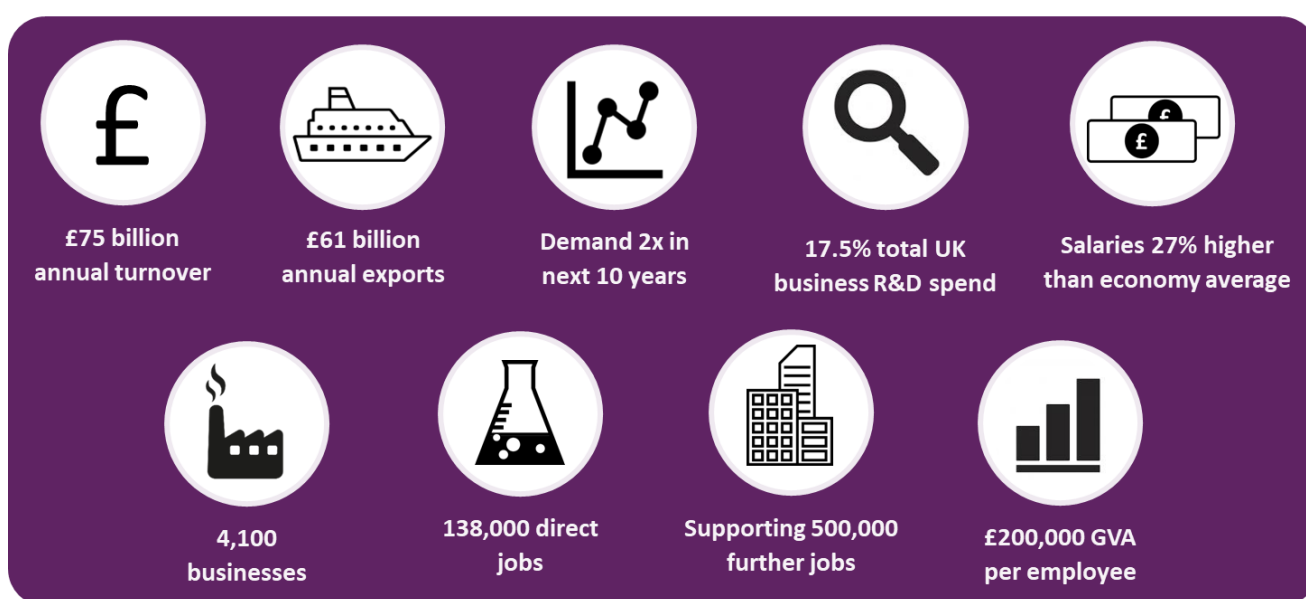 £
£
£
£75 billion
annual turnover
£61 billion
annual exports
Demand 2x in
next 10 years
17.5% total UK
business R&D spend
Salaries 27% higher
than economy average
4,100
businesses
138,000 direct
jobs
Supporting 500,000
further jobs
£200,000 GVA
per employee